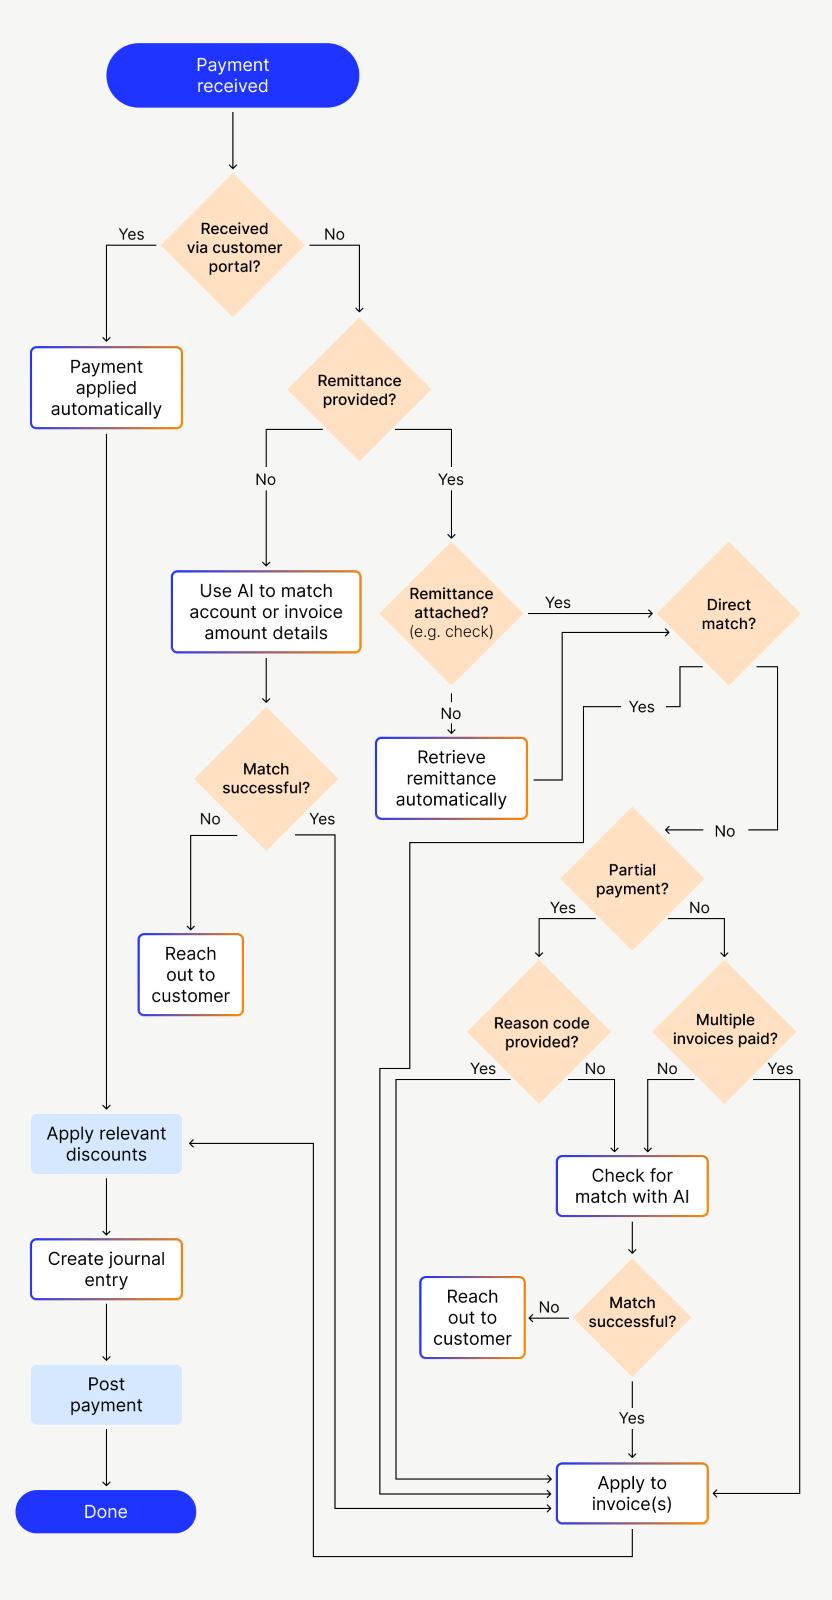 Payment
received
Received
via customer
portal?
Yes
No
Payment
applied
automatically
Remittance
provided?
No
Yes
Use AI to match
account or invoice
amount details
Remittance
attached?
(e.g. check)
Yes
Direct
match?
No
Yes
Retrieve
remittance
automatically
Match
successful?
No
Yes
No
Partial
payment?
Yes
No
Reach
out to
customer
Reason code
provided?
Multiple
invoices paid?
Yes
No
No
Yes
Apply relevant
discounts
Check for
match with AI
Create journal
entry
Reach
out to
customer
No
Match
successful?
Post
payment
Yes
Apply to
invoice(s)
Done